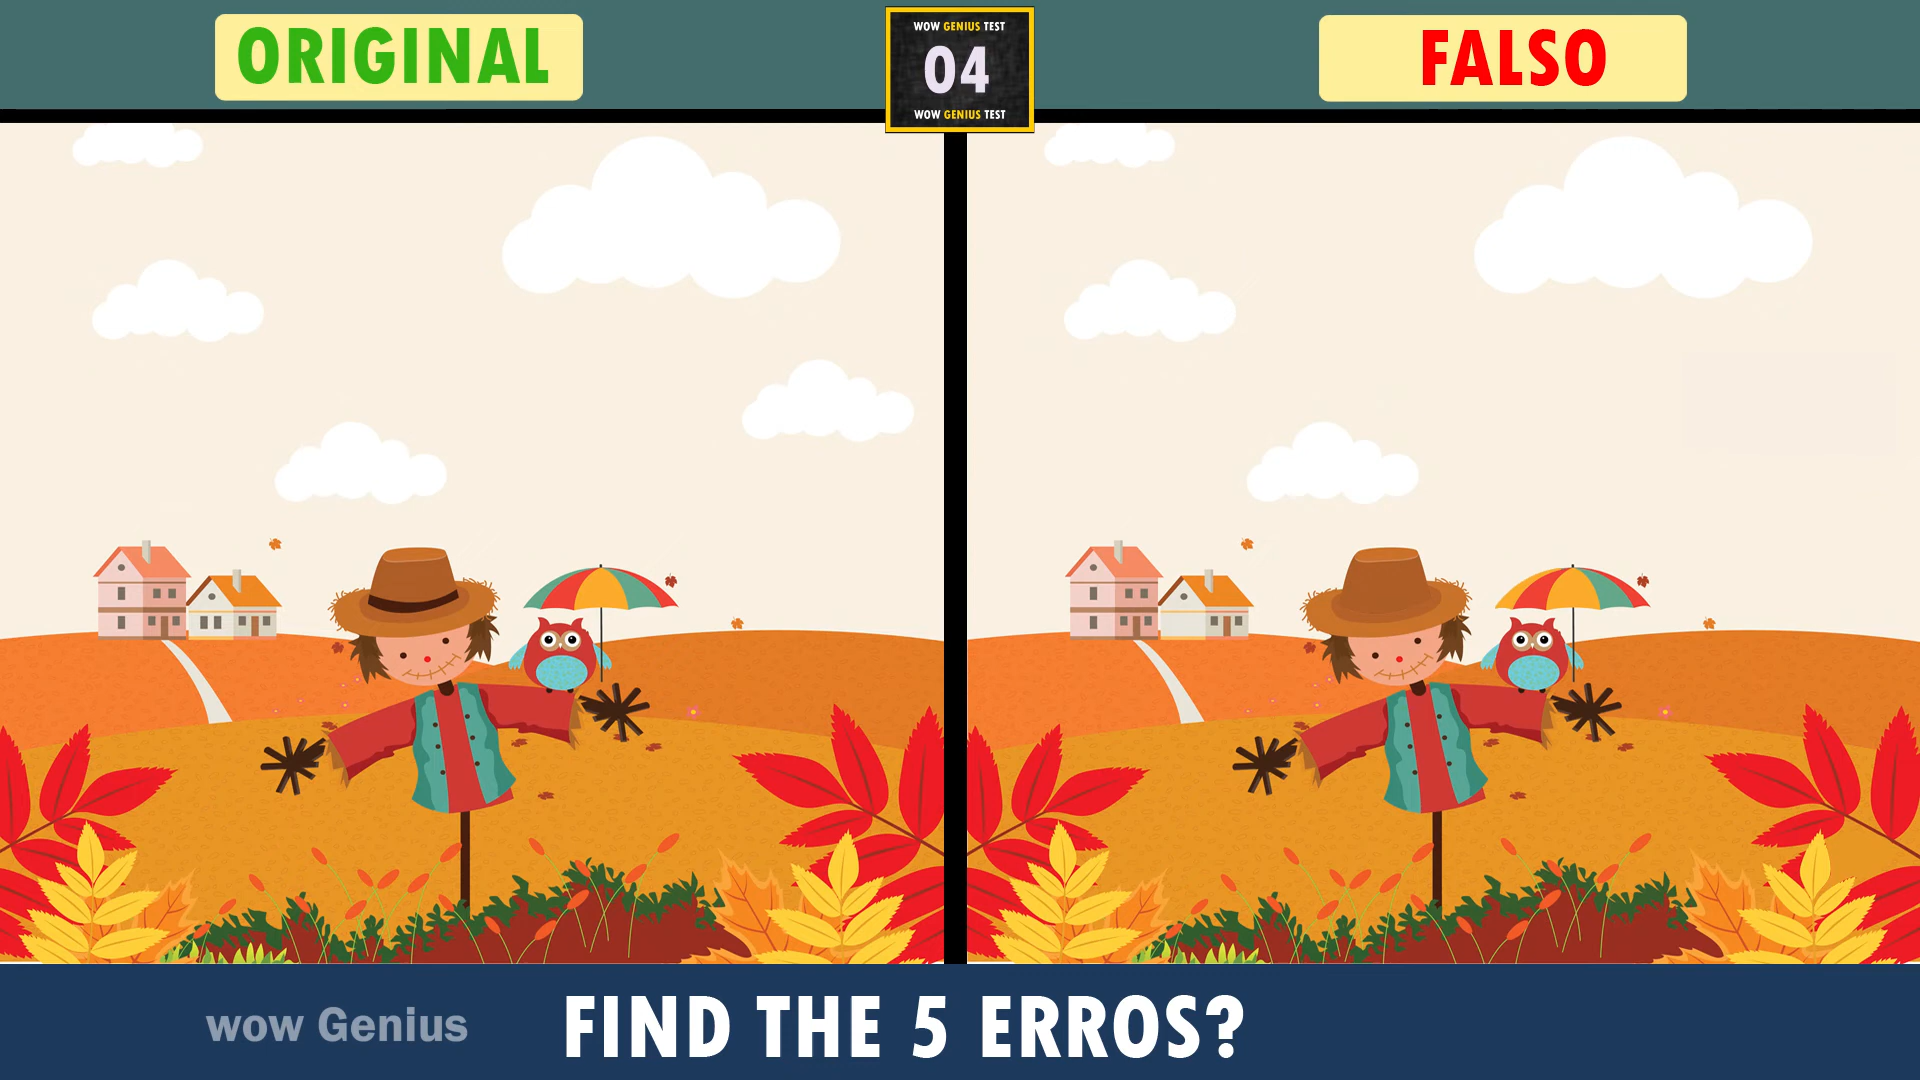 ORIGINAL
WOW GENIUS TEST
04
WOW GENIUS TEST
FALSO
wow Genius
FIND THE 5 ERROS?